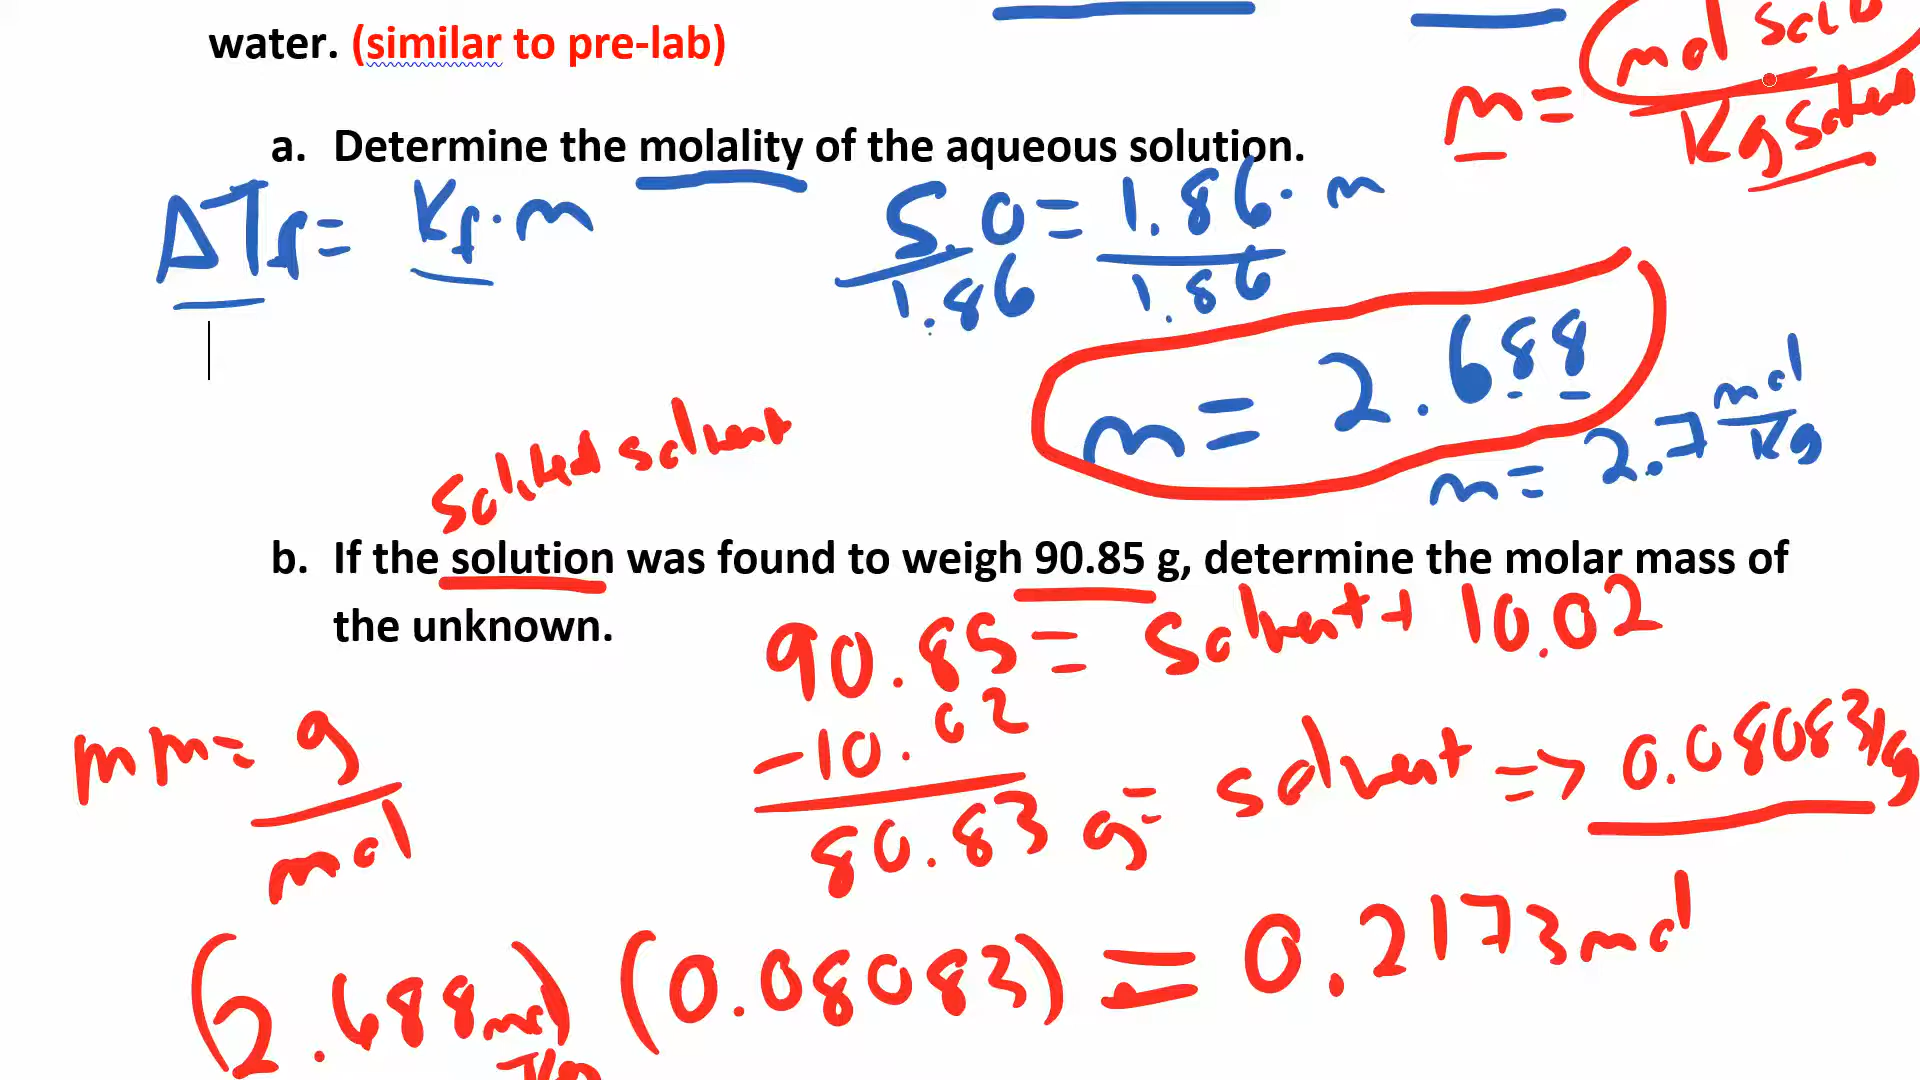 water. (similar to pre-lab)
m = mol solu
Kg solvent
a. Determine the molality of the aqueous solution.
ΔTf = Kf · m
5.0 = 1.86 · m
1.86 1.86
m = 2.688
m = 2.7 mol
Kg
solvent
b. If the solution was found to weigh 90.85 g, determine the molar mass of
the unknown.
90.85 = Solvent + 10.02
-10.02
80.83 g = solvent => 0.08083 kg
mm = g
mol
(2.688 mol) (0.08083) = 0.2173 mol
Kg